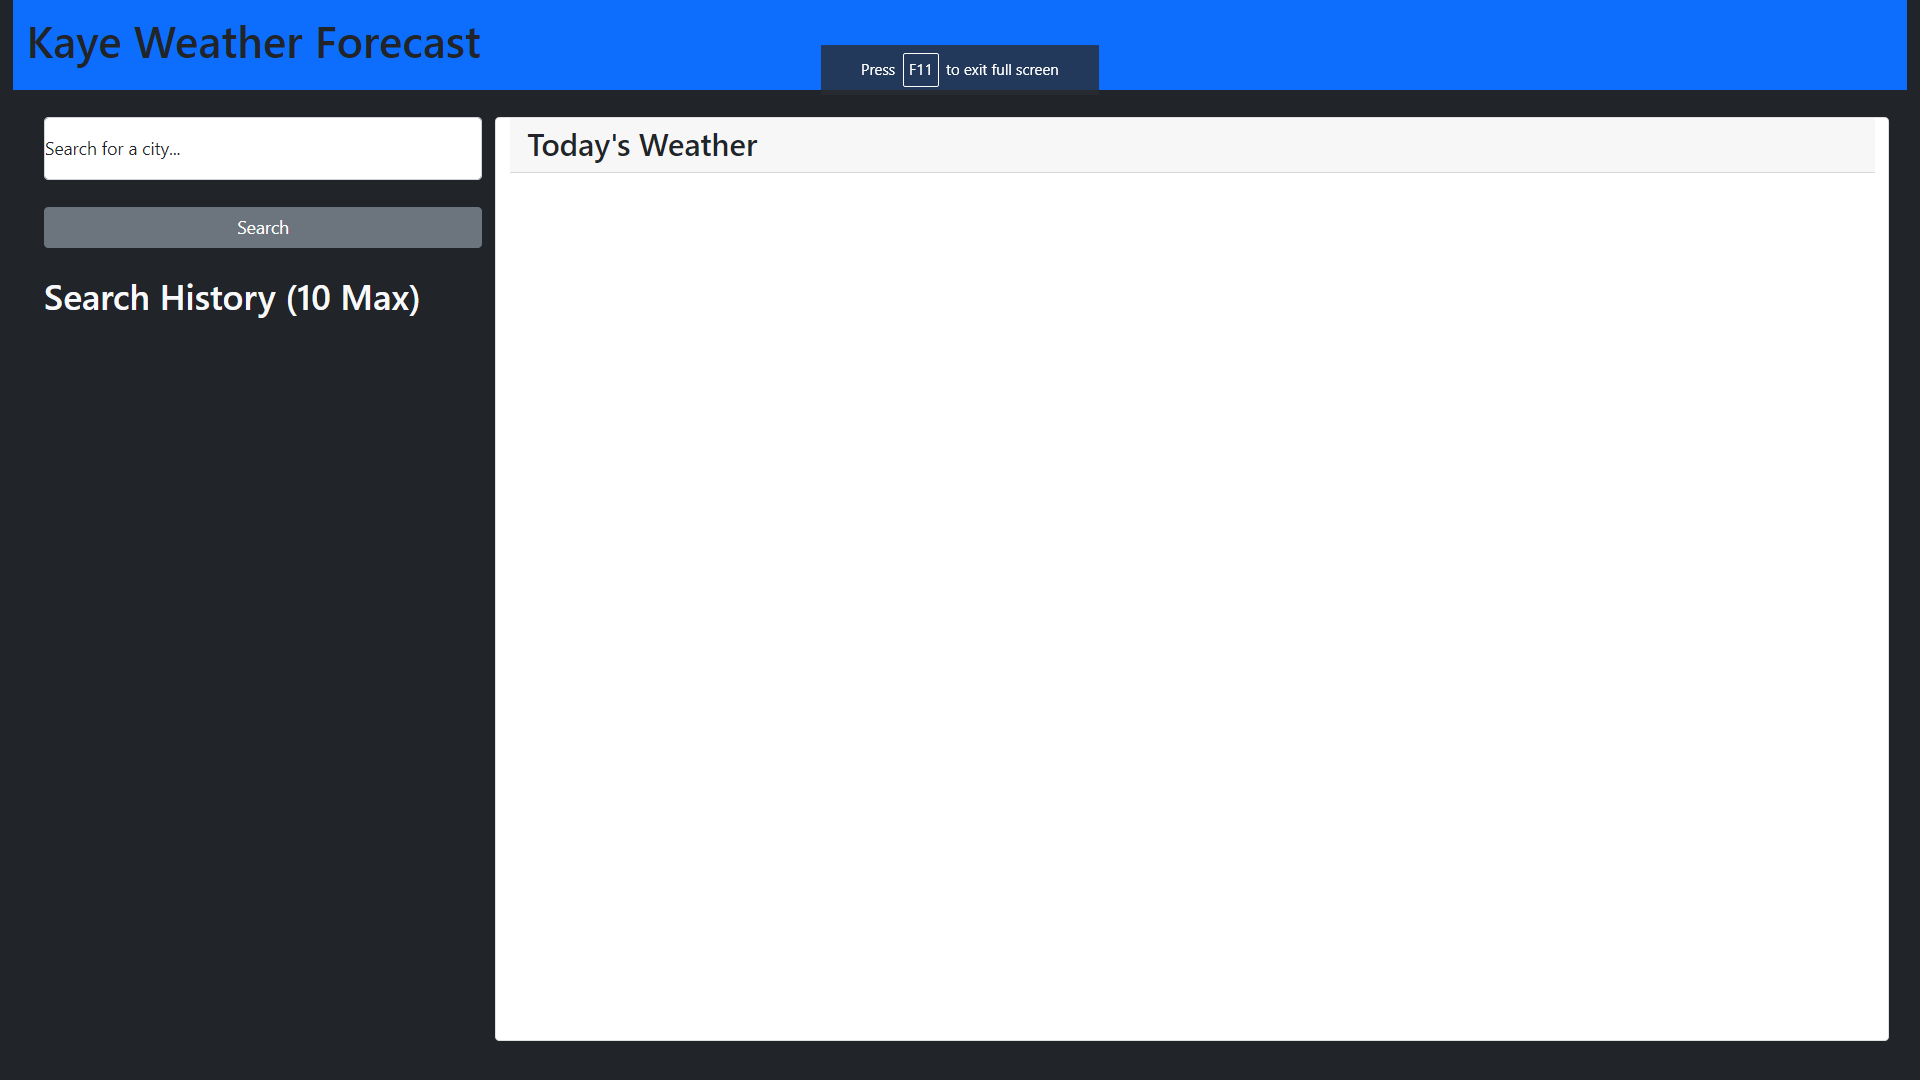 Kaye Weather Forecast
Press F11 to exit full screen
Search for a city...
Search
Search History (10 Max)
Today's Weather